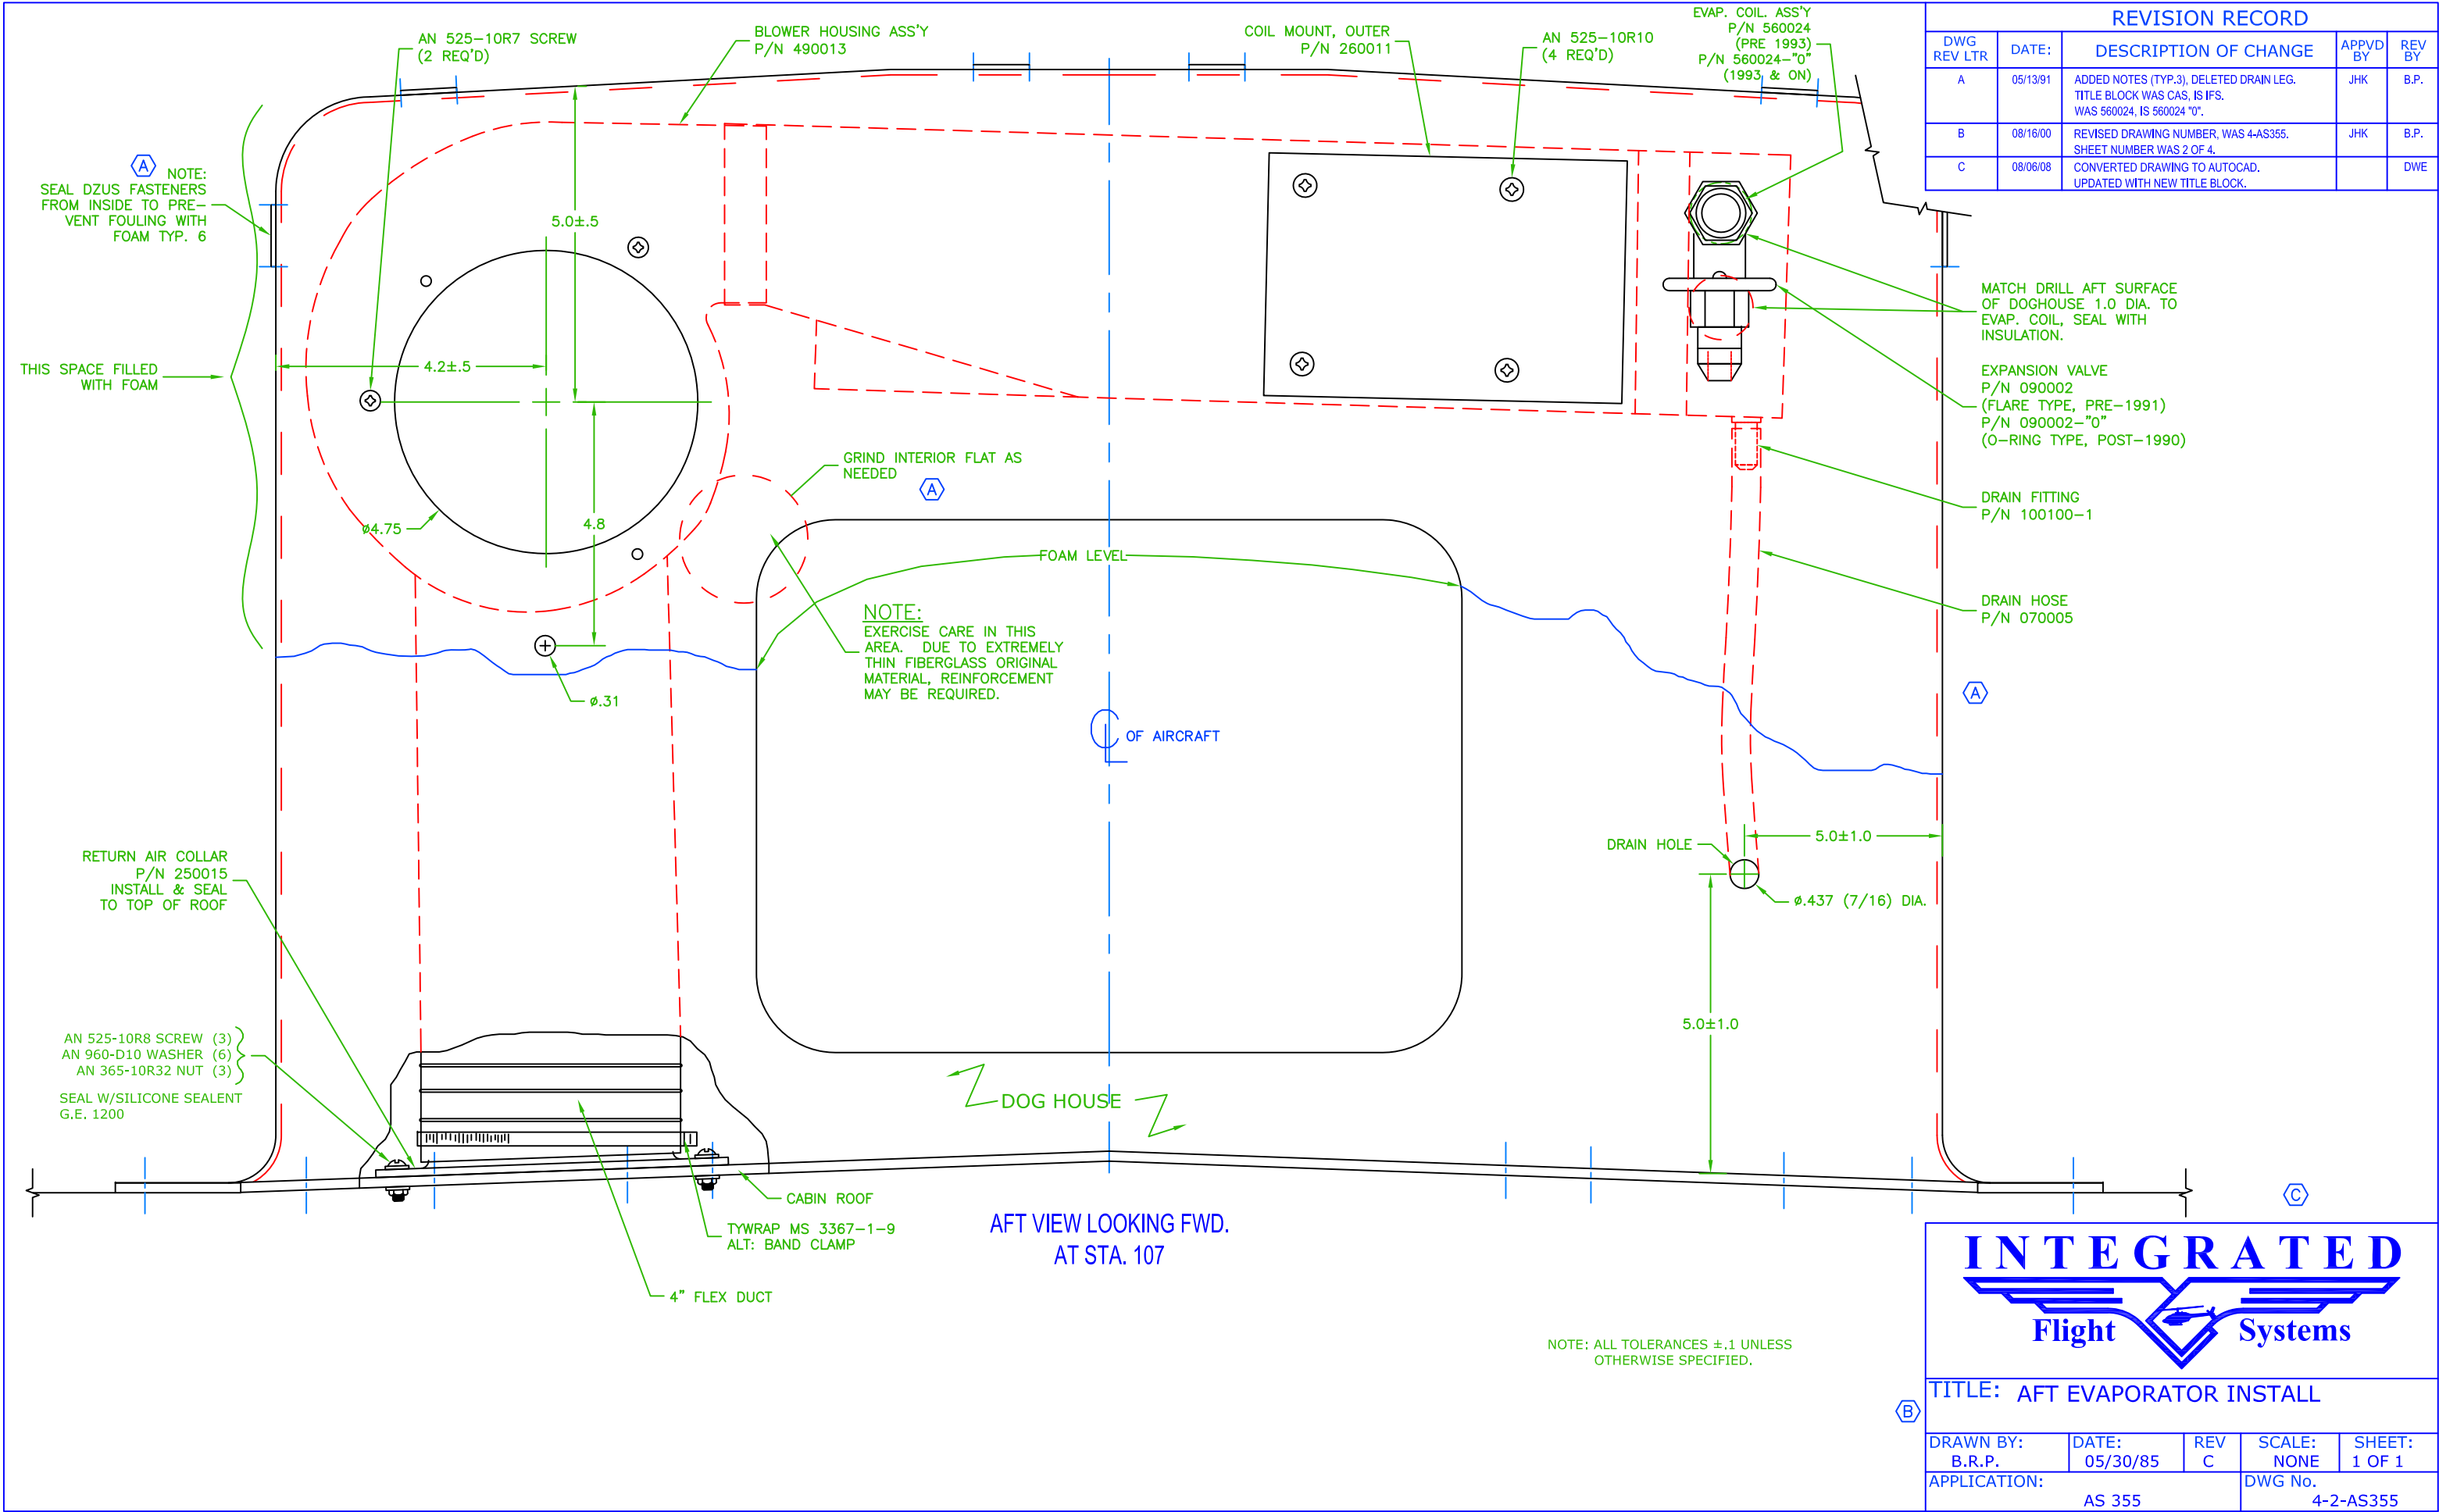 REVISION RECORD
DWG REV LTR
DATE:
DESCRIPTION OF CHANGE
APPVD BY
REV BY
A
05/13/91
ADDED NOTES (TYP.3), DELETED DRAIN LEG.
TITLE BLOCK WAS CAS, IS IFS.
WAS 560024, IS 560024 "0".
JHK
B.P.
B
08/16/00
REVISED DRAWING NUMBER, WAS 4-AS355.
SHEET NUMBER WAS 2 OF 4.
JHK
B.P.
C
08/06/08
CONVERTED DRAWING TO AUTOCAD.
UPDATED WITH NEW TITLE BLOCK.
DWE
AN 525-10R7 SCREW
(2 REQ'D)
BLOWER HOUSING ASS'Y
P/N 490013
COIL MOUNT, OUTER
P/N 260011
AN 525-10R10
(4 REQ'D)
EVAP. COIL. ASS'Y
P/N 560024
(PRE 1993)
P/N 560024-"0"
(1993 & ON)
A
NOTE:
SEAL DZUS FASTENERS
FROM INSIDE TO PRE-
VENT FOULING WITH
FOAM TYP. 6
5.0±.5
THIS SPACE FILLED
WITH FOAM
4.2±.5
MATCH DRILL AFT SURFACE
OF DOGHOUSE 1.0 DIA. TO
EVAP. COIL, SEAL WITH
INSULATION.
EXPANSION VALVE
P/N 090002
(FLARE TYPE, PRE-1991)
P/N 090002-"0"
(O-RING TYPE, POST-1990)
GRIND INTERIOR FLAT AS
NEEDED
A
ø4.75
4.8
DRAIN FITTING
P/N 100100-1
FOAM LEVEL
DRAIN HOSE
P/N 070005
NOTE:
EXERCISE CARE IN THIS
AREA. DUE TO EXTREMELY
THIN FIBERGLASS ORIGINAL
MATERIAL, REINFORCEMENT
MAY BE REQUIRED.
ø.31
A
CL OF AIRCRAFT
DRAIN HOLE
5.0±1.0
ø.437 (7/16) DIA.
RETURN AIR COLLAR
P/N 250015
INSTALL & SEAL
TO TOP OF ROOF
5.0±1.0
AN 525-10R8 SCREW (3)
AN 960-D10 WASHER (6)
AN 365-10R32 NUT (3)
SEAL W/SILICONE SEALENT
G.E. 1200
DOG HOUSE
CABIN ROOF
TYWRAP MS 3367-1-9
ALT: BAND CLAMP
4" FLEX DUCT
AFT VIEW LOOKING FWD.
AT STA. 107
C
NOTE: ALL TOLERANCES ±.1 UNLESS
OTHERWISE SPECIFIED.
INTEGRATED
Flight Systems
B
TITLE: AFT EVAPORATOR INSTALL
DRAWN BY:
B.R.P.
DATE:
05/30/85
REV
C
SCALE:
NONE
SHEET:
1 OF 1
APPLICATION:
AS 355
DWG No.
4-2-AS355